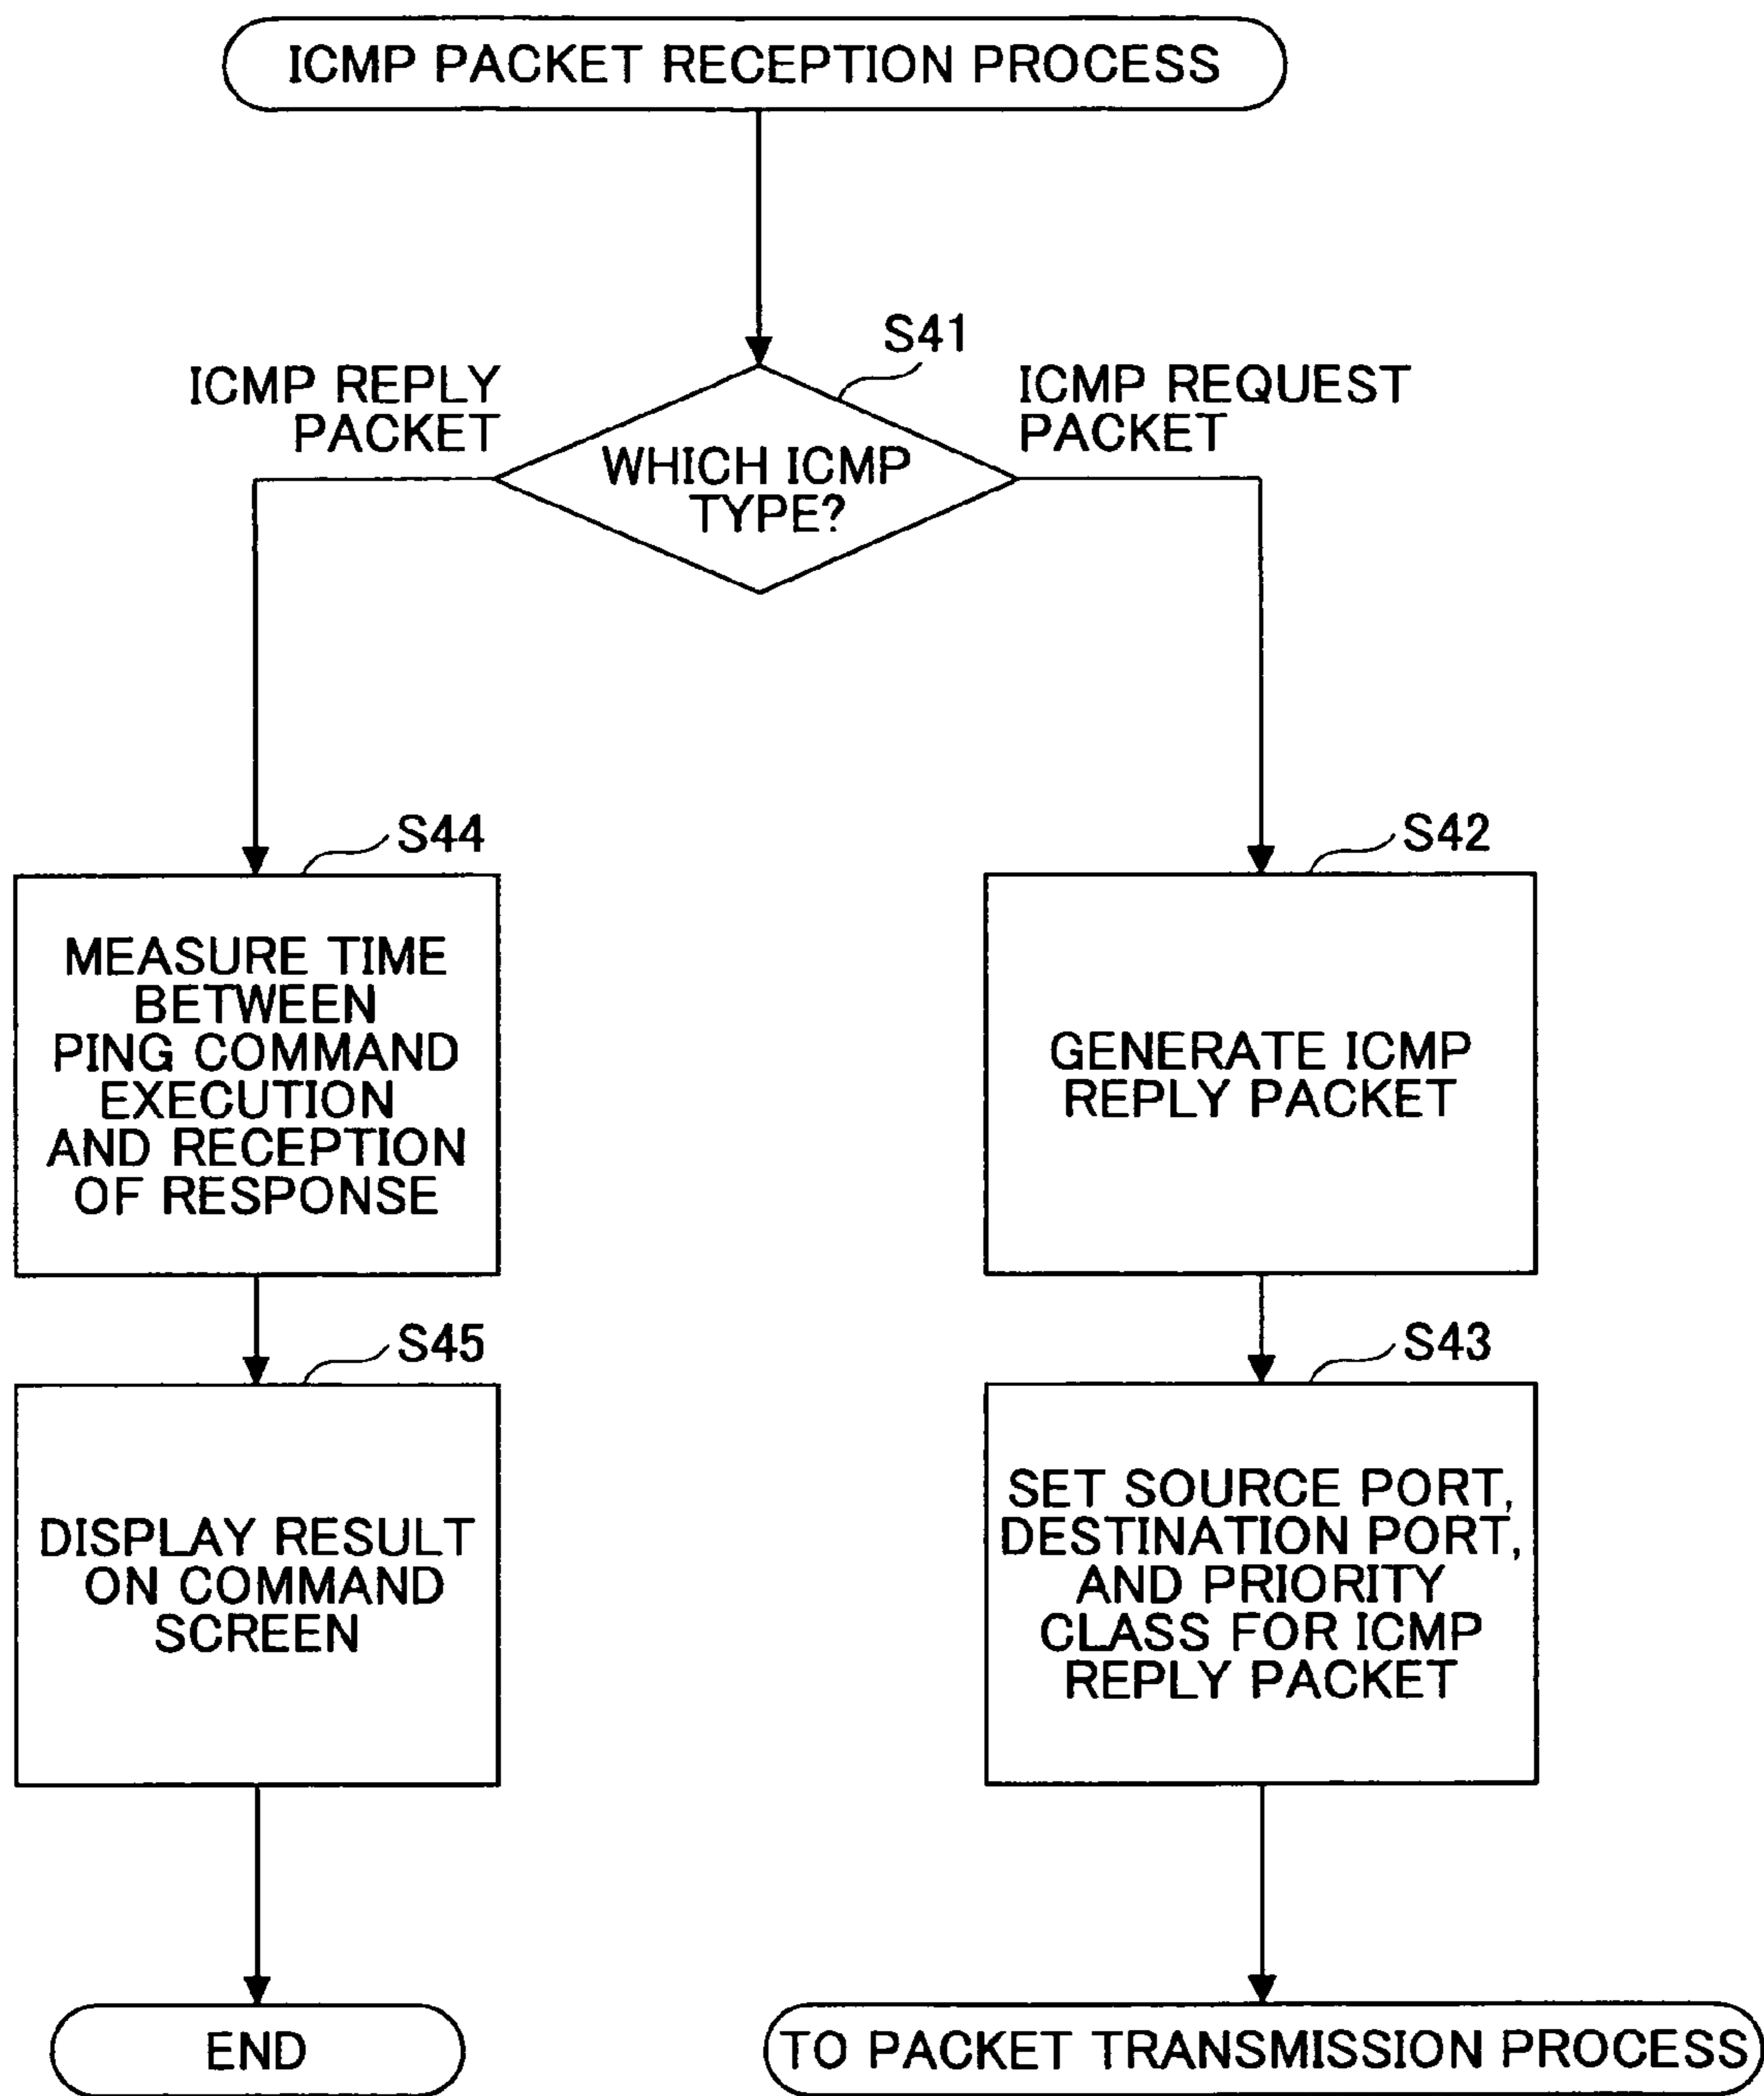 ICMP PACKET RECEPTION PROCESS
S41
ICMP REPLY
PACKET
ICMP REQUEST
PACKET
WHICH ICMP
TYPE?
S44
MEASURE TIME
BETWEEN
PING COMMAND
EXECUTION
AND RECEPTION
OF RESPONSE
S42
GENERATE ICMP
REPLY PACKET
S45
DISPLAY RESULT
ON COMMAND
SCREEN
S43
SET SOURCE PORT,
DESTINATION PORT,
AND PRIORITY
CLASS FOR ICMP
REPLY PACKET
END
TO PACKET TRANSMISSION PROCESS